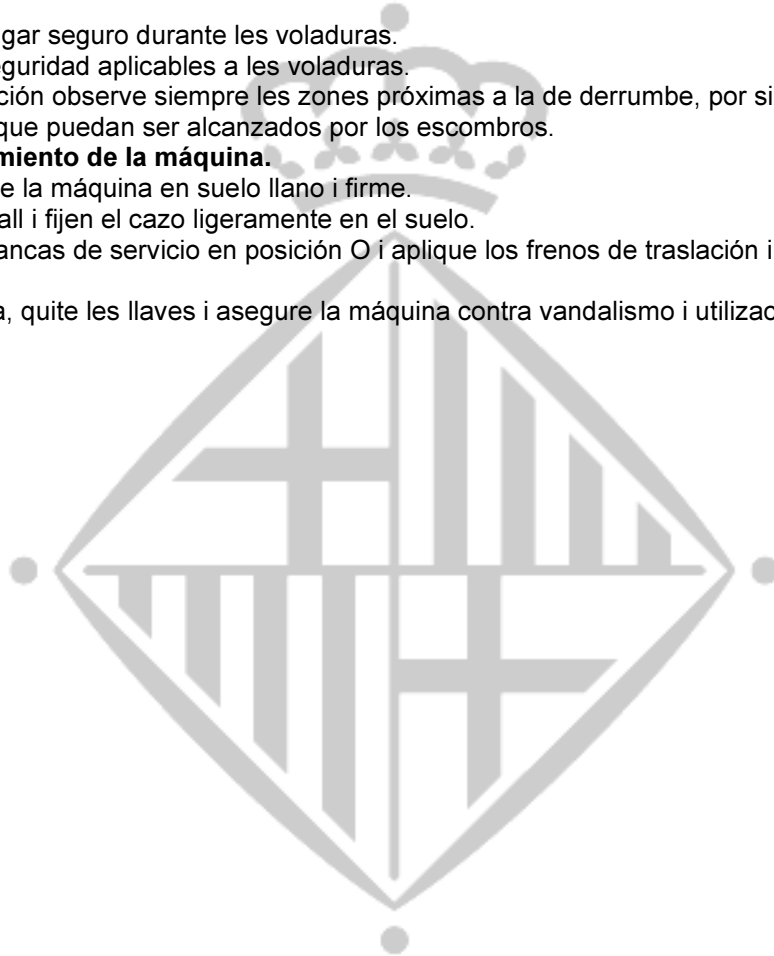 gar seguro durante les voladuras.
guridad aplicables a les voladuras.
ción observe siempre les zones próximas a la de derrumbe, por si
que puedan ser alcanzados por los escombros.
miento de la máquina.
e la máquina en suelo llano i firme.
all i fijen el cazo ligeramente en el suelo.
ancas de servicio en posición O i aplique los frenos de traslación i
a, quite les llaves i asegure la máquina contra vandalismo i utilizac